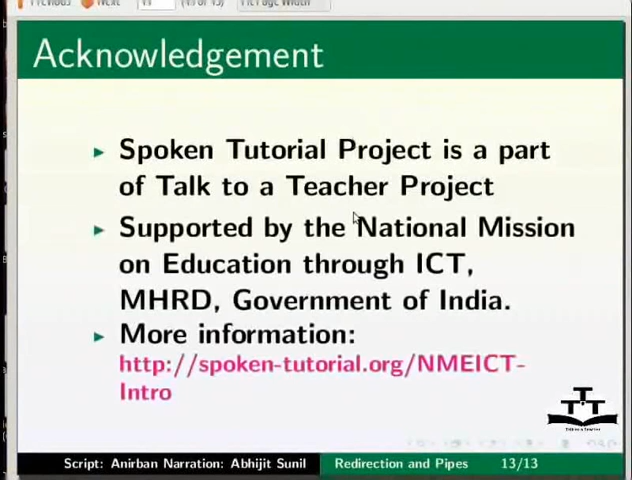 Acknowledgement
Spoken Tutorial Project is a part
of Talk to a Teacher Project
Supported by the National Mission
on Education through ICT,
MHRD, Government of India.
More information:
http://spoken-tutorial.org/NMEICT-
Intro
Script: Anirban Narration: Abhijit Sunil Redirection and Pipes 13/13